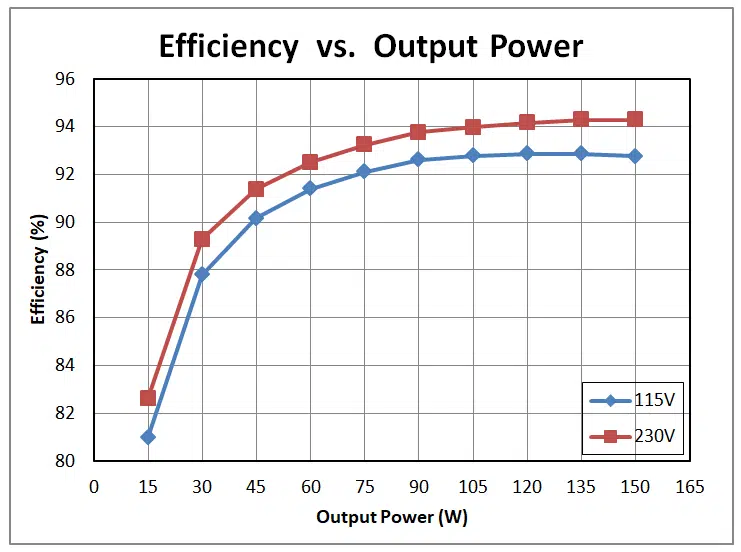 Efficiency vs. Output Power
96
94
92
90
88
86
84
82
80
Efficiency (%)
0 15 30 45 60 75 90 105 120 135 150 165
Output Power (W)
115V
230V